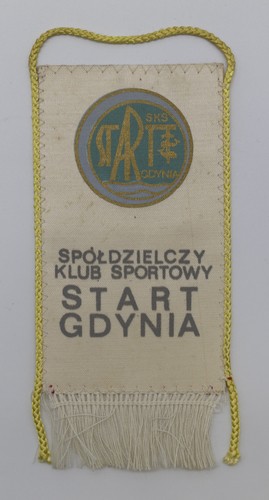 SKS
START
GDYNIA
SPÓŁDZIELCZY
KLUB SPORTOWY
START
GDYNIA